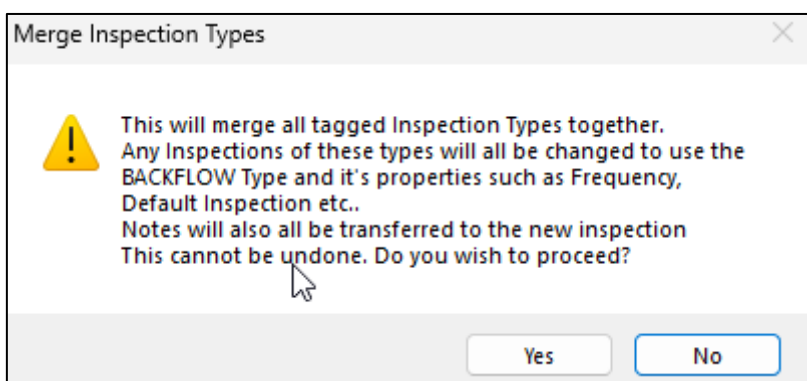 Merge Inspection Types
This will merge all tagged Inspection Types together.
Any Inspections of these types will all be changed to use the
BACKFLOW Type and it's properties such as Frequency,
Default Inspection etc..
Notes will also all be transferred to the new inspection
This cannot be undone. Do you wish to proceed?
Yes
No